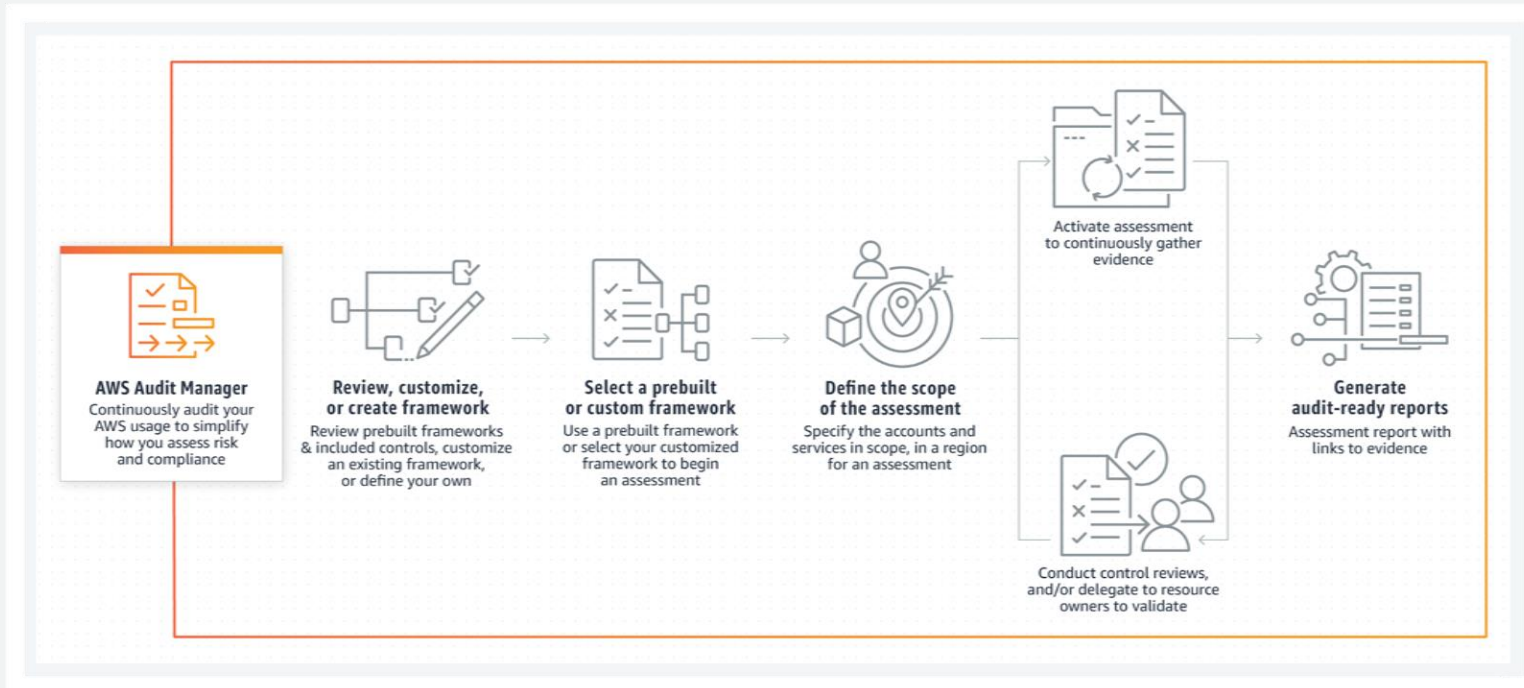 AWS Audit Manager
Continuously audit your
AWS usage to simplify
how you assess risk
and compliance
Review, customize,
or create framework
Review prebuilt frameworks
& included controls, customize
an existing framework,
or define your own
Select a prebuilt
or custom framework
Use a prebuilt framework
or select your customized
framework to begin
an assessment
Define the scope
of the assessment
Specify the accounts and
services in scope, in a region
for an assessment
Activate assessment
to continuously gather
evidence
Conduct control reviews,
and/or delegate to resource
owners to validate
Generate
audit-ready reports
Assessment report with
links to evidence